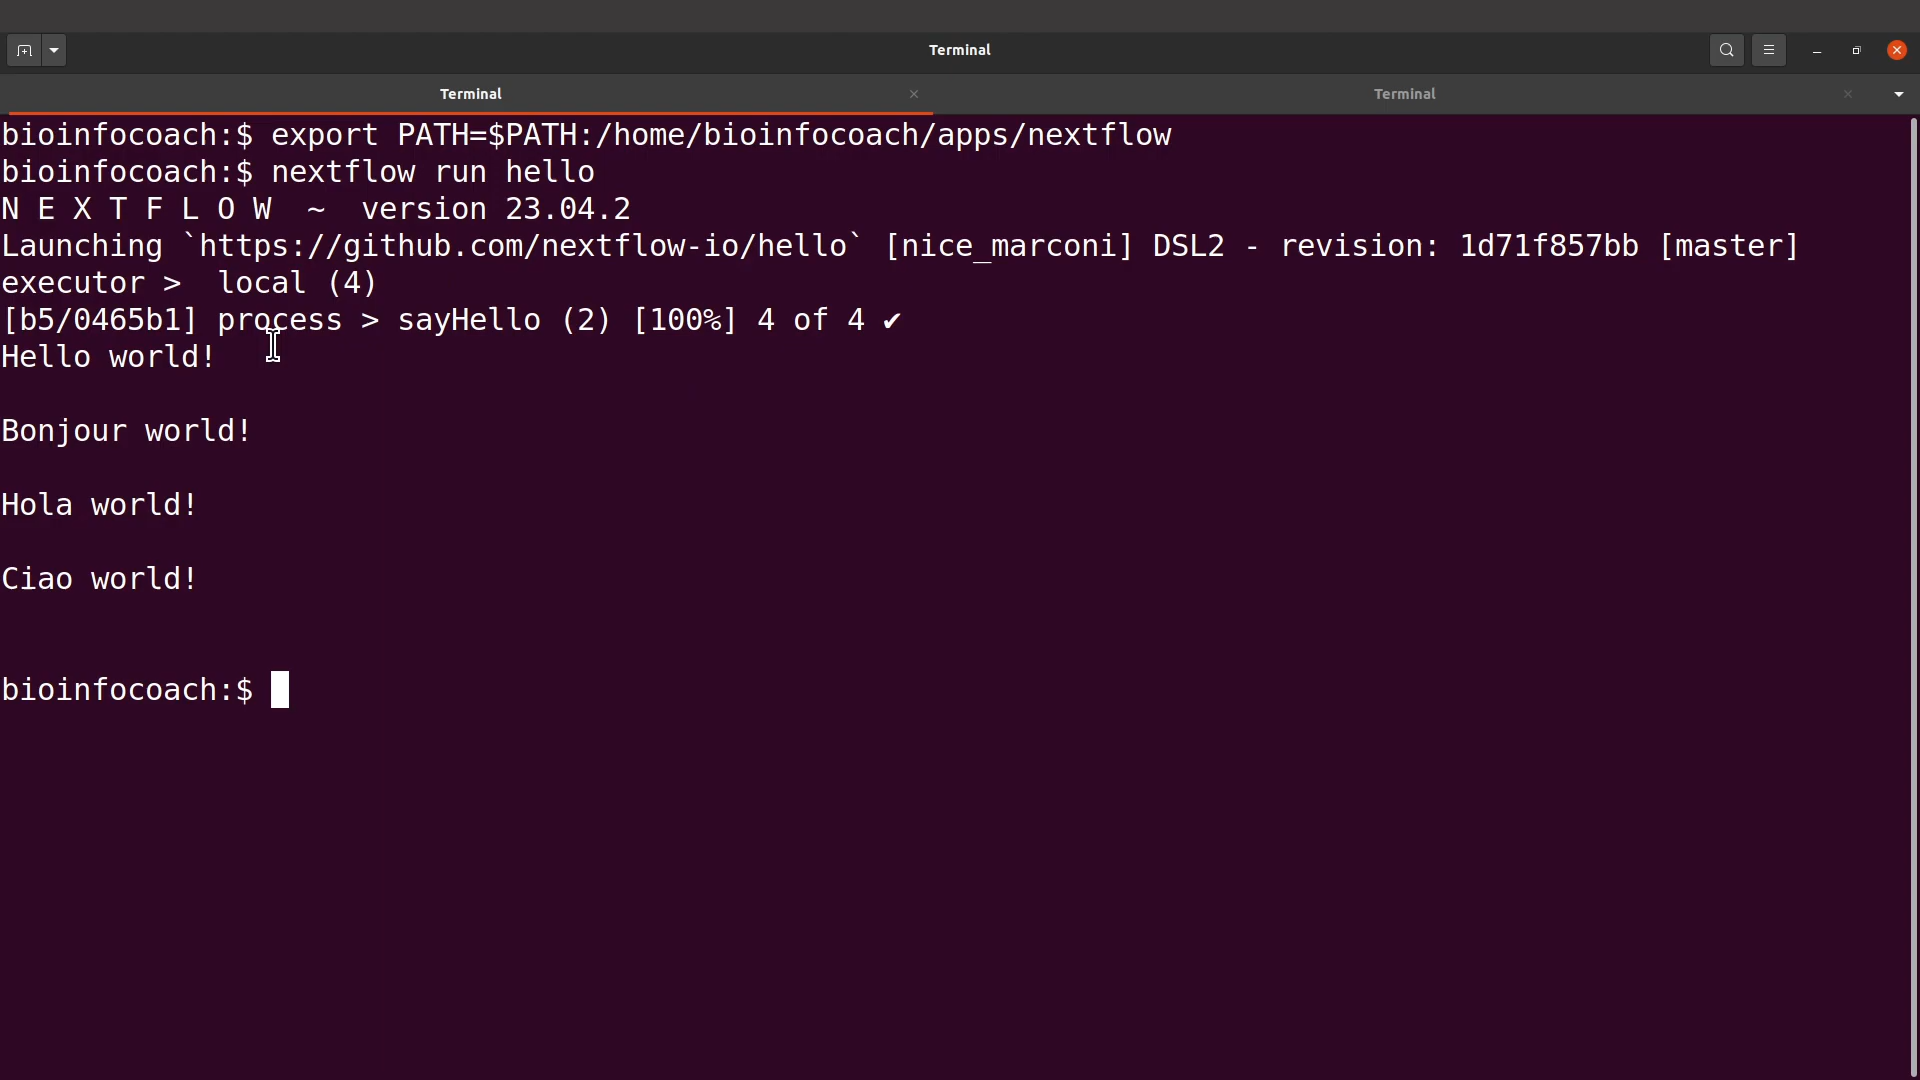 Terminal
Terminal
Terminal
bioinfocoach:$ export PATH=$PATH:/home/bioinfocoach/apps/nextflow
bioinfocoach:$ nextflow run hello
N E X T F L O W  ~  version 23.04.2
Launching `https://github.com/nextflow-io/hello` [nice_marconi] DSL2 - revision: 1d71f857bb [master]
executor >  local (4)
[b5/0465b1] process > sayHello (2) [100%] 4 of 4 ✔
Hello world!
Bonjour world!
Hola world!
Ciao world!
bioinfocoach:$